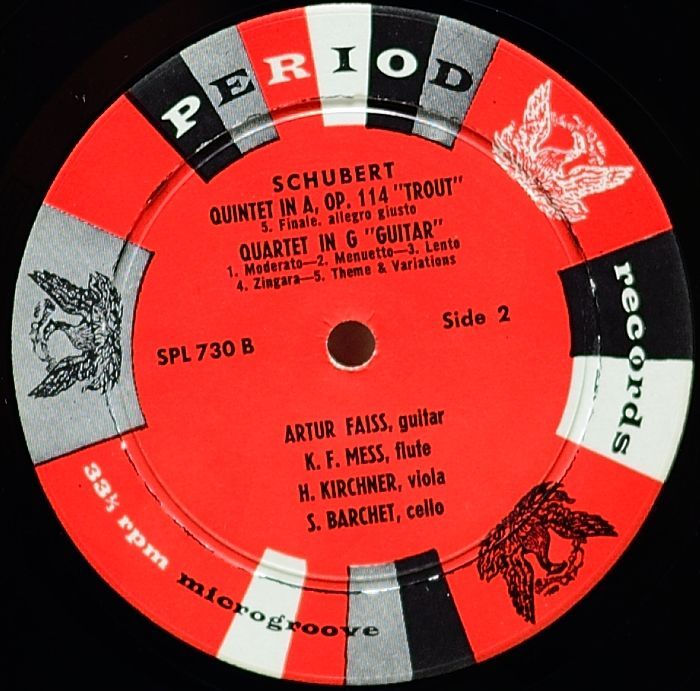 PERIOD
SCHUBERT
QUINTET IN A, OP. 114 "TROUT"
5. Finale. allegro giusto
QUARTET IN G "GUITAR"
1. Moderato—2. Menuetto—3. Lento
4. Zingara—5. Theme & Variations
records
Side 2
SPL 730 B
ARTUR FAISS, guitar
K. F. MESS, flute
H. KIRCHNER, viola
S. BARCHET, cello
33⅓ rpm microgroove